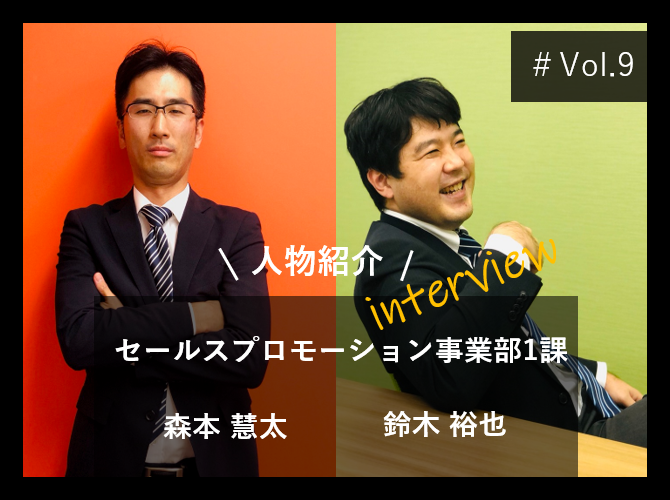 # Vol.9
\ 人物紹介 /
interview
セールスプロモーション事業部1課
森本 慧太
鈴木 裕也